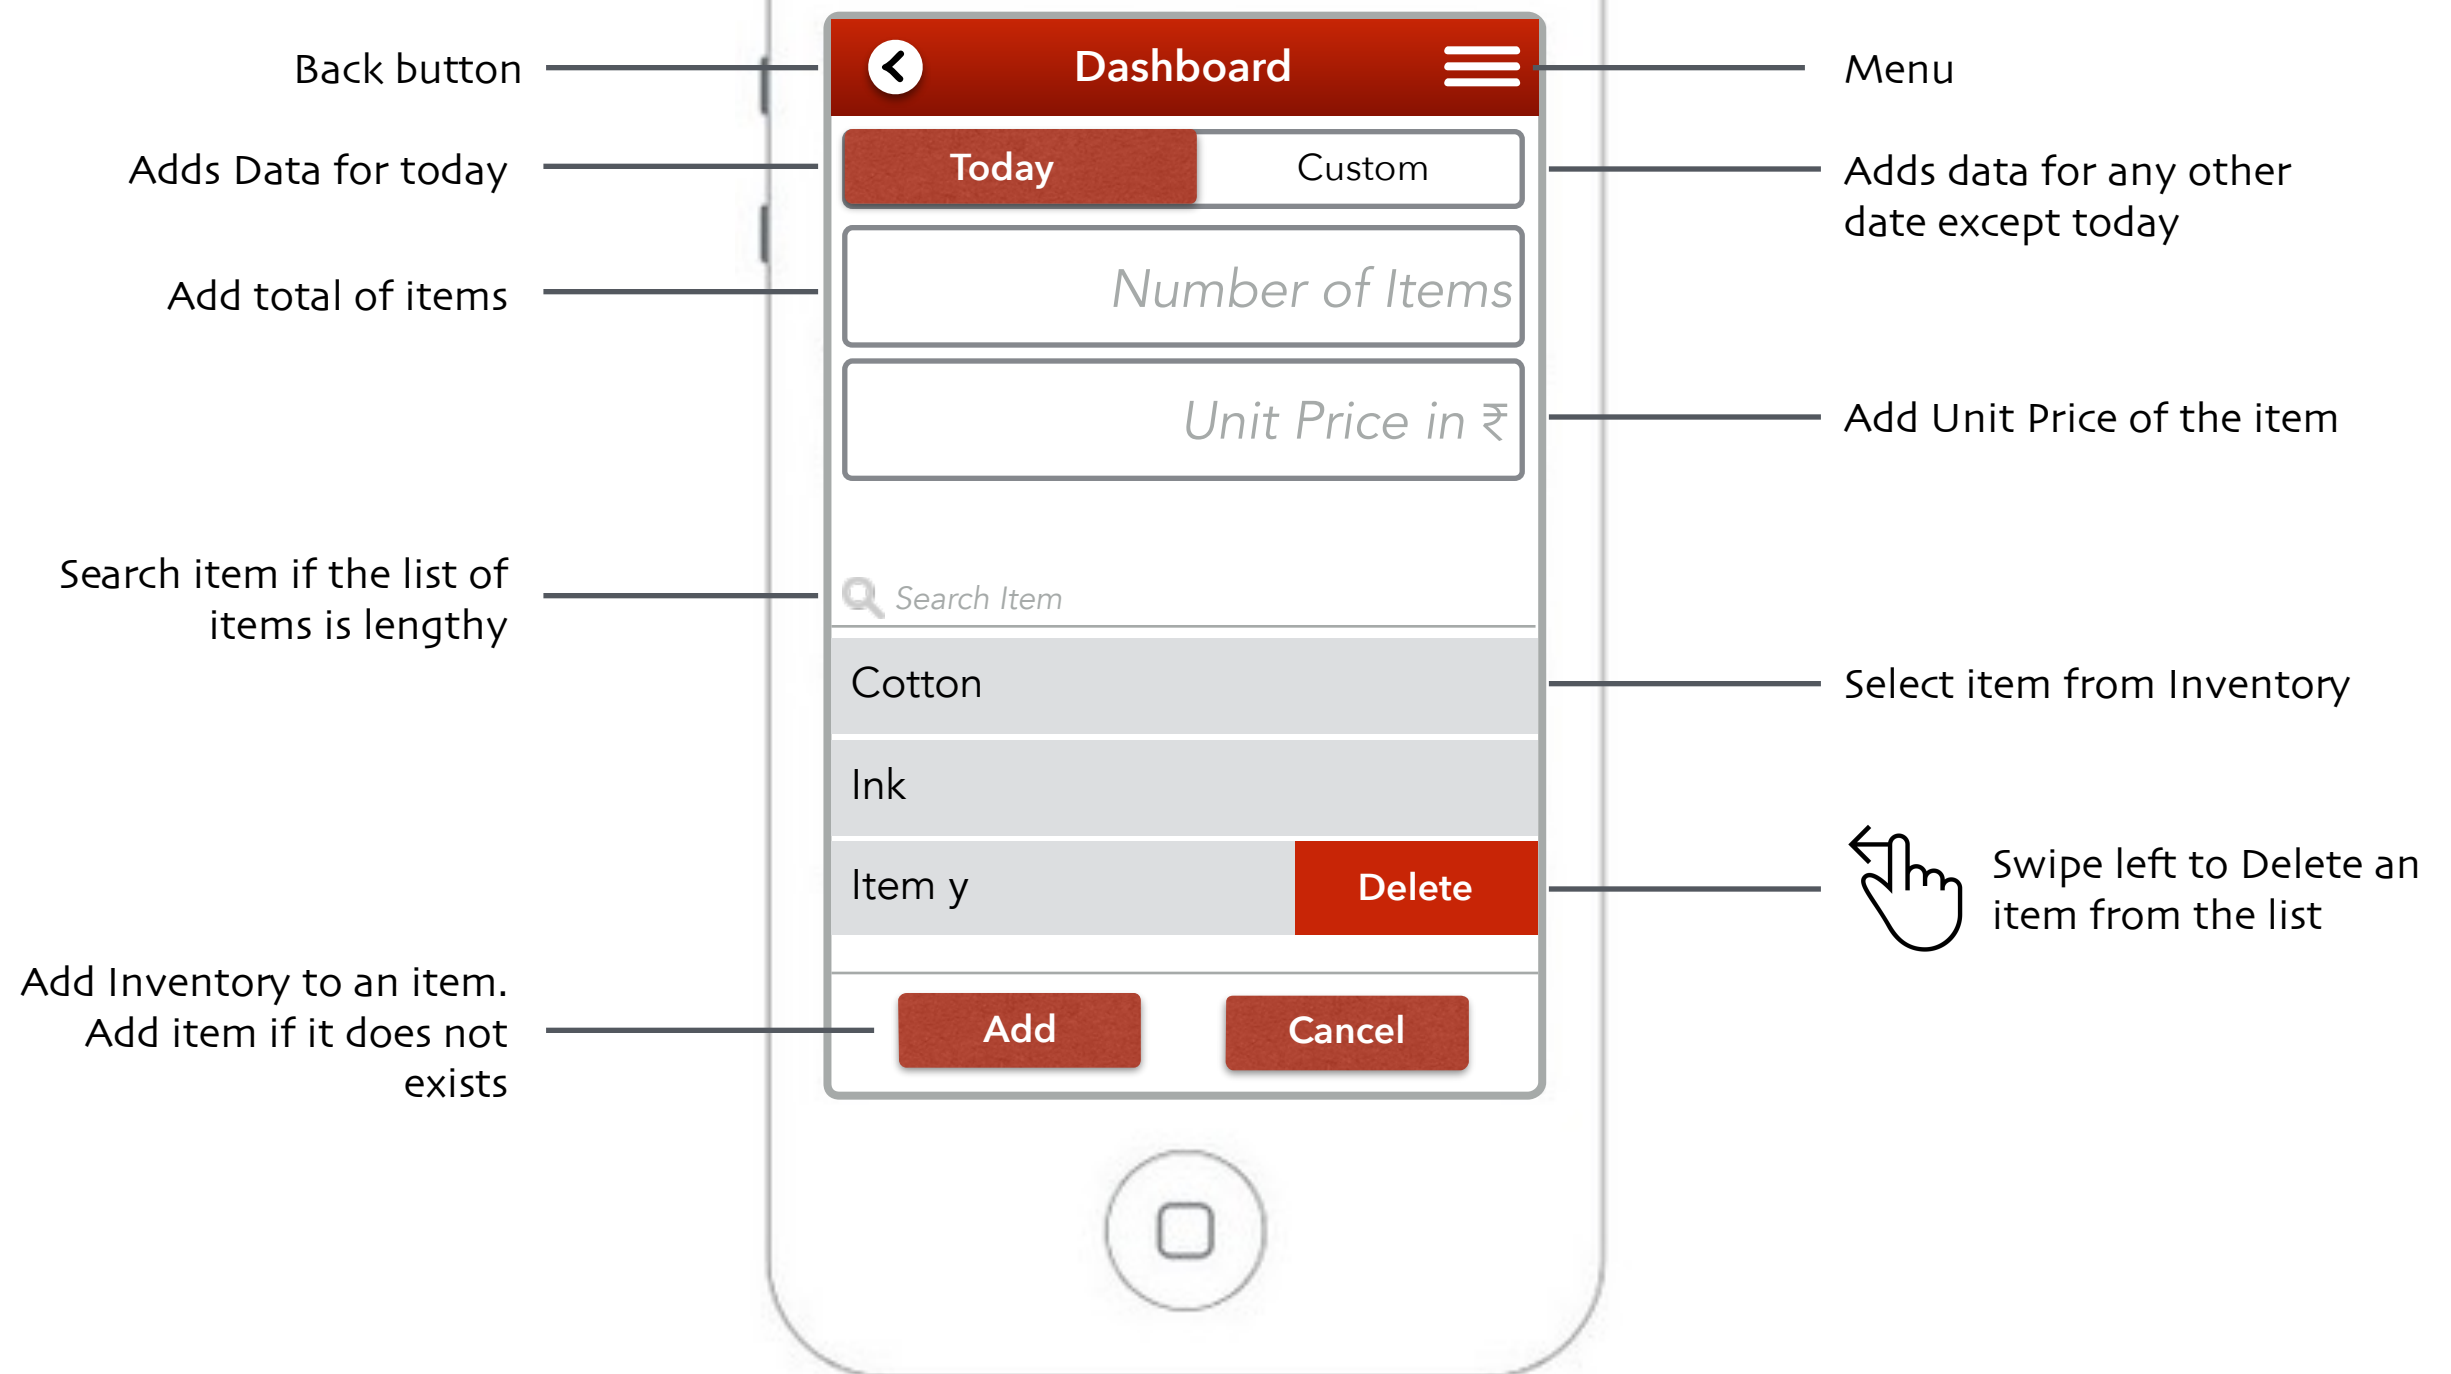 Back button
Dashboard
Menu
Adds Data for today
Today
Custom
Adds data for any other
date except today
Add total of items
Number of Items
Unit Price in ₹
Add Unit Price of the item
Search item if the list of
items is lengthy
Search Item
Cotton
Select item from Inventory
Ink
Item y
Delete
Swipe left to Delete an
item from the list
Add Inventory to an item.
Add item if it does not
exists
Add
Cancel